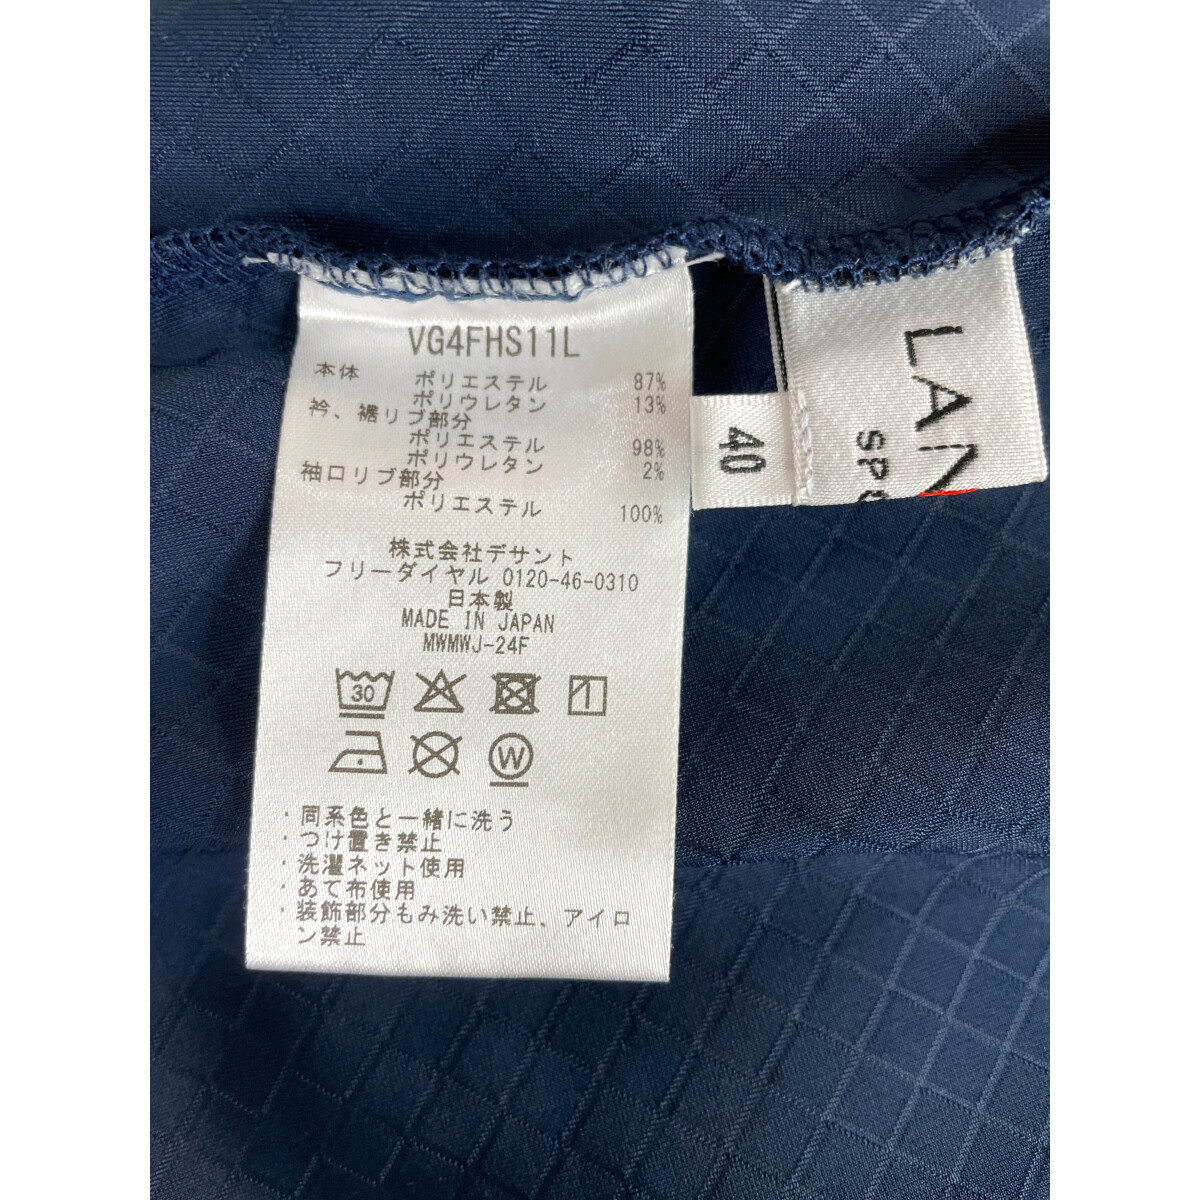 VG4FHS11L
本体 ポリエステル 87%
ポリウレタン 13%
衿、裾リブ部分
ポリエステル 98%
ポリウレタン 2%
袖口リブ部分
ポリエステル 100%
株式会社デサント
フリーダイヤル 0120-46-0310
日本製
MADE IN JAPAN
MWMWJ-24F
30
W
・同系色と一緒に洗う
・つけ置き禁止
・洗濯ネット使用
・あて布使用
・装飾部分もみ洗い禁止、アイロ
ン禁止
40
LAN
SPO